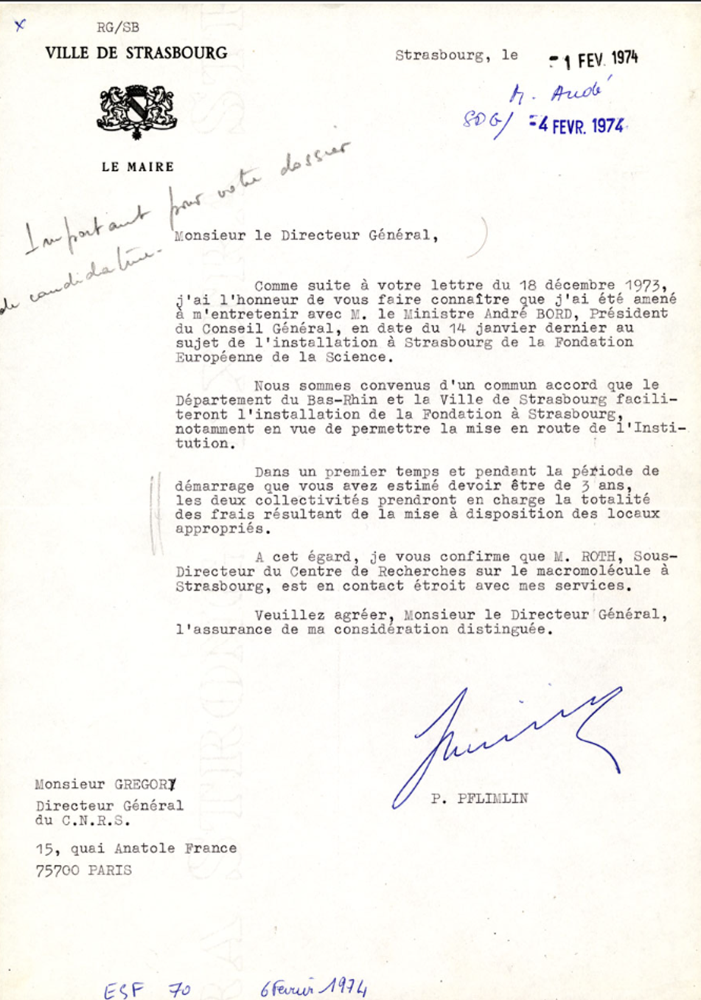 x
RG/SB
VILLE DE STRASBOURG
LE MAIRE
Strasbourg, le -1 FEV. 1974
M. André
SDG/ -4 FEVR. 1974
Important pour votre dossier
de candidature.
Monsieur le Directeur Général,
Comme suite à votre lettre du 18 décembre 1973,
j'ai l'honneur de vous faire connaître que j'ai été amené
à m'entretenir avec M. le Ministre André BORD, Président
du Conseil Général, en date du 14 janvier dernier au
sujet de l'installation à Strasbourg de la Fondation
Européenne de la Science.
Nous sommes convenus d'un commun accord que le
Département du Bas-Rhin et la Ville de Strasbourg facili-
teront l'installation de la Fondation à Strasbourg,
notamment en vue de permettre la mise en route de l'Insti-
tution.
Dans un premier temps et pendant la période de
démarrage que vous avez estimé devoir être de 3 ans,
les deux collectivités prendront en charge la totalité
des frais résultant de la mise à disposition des locaux
appropriés.
A cet égard, je vous confirme que M. ROTH, Sous-
Directeur du Centre de Recherches sur le macromolécule à
Strasbourg, est en contact étroit avec mes services.
Veuillez agréer, Monsieur le Directeur Général,
l'assurance de ma considération distinguée.
P. PFLIMLIN
Monsieur GREGORY
Directeur Général
du C.N.R.S.
15, quai Anatole France
75700 PARIS
ESF 70 6 Février 1974